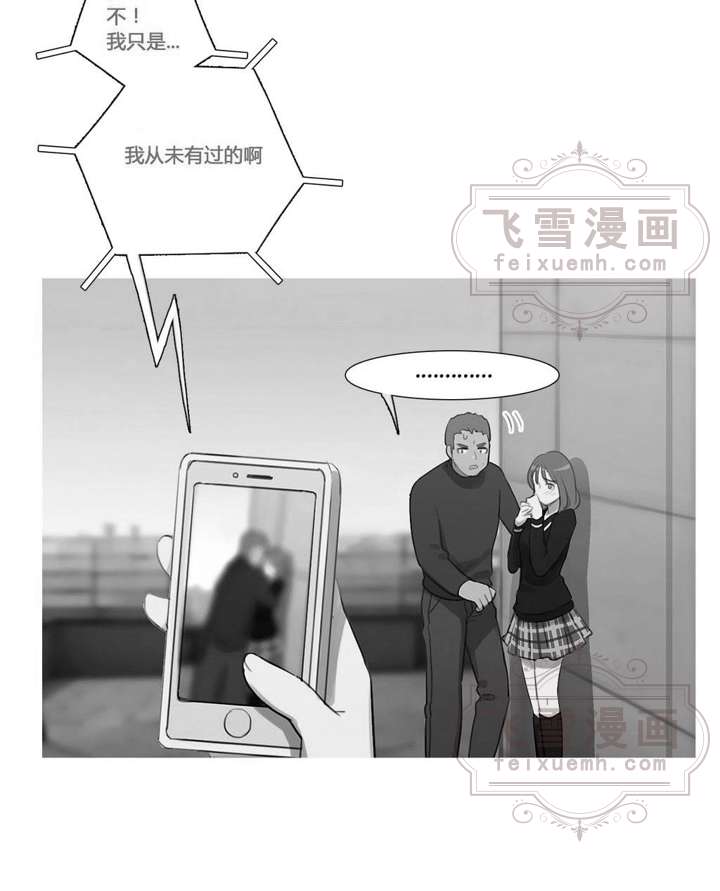 不！
我只是...
我从未有过的啊
飞雪漫画
feixuemh.com
.............
飞雪漫画
feixuemh.com